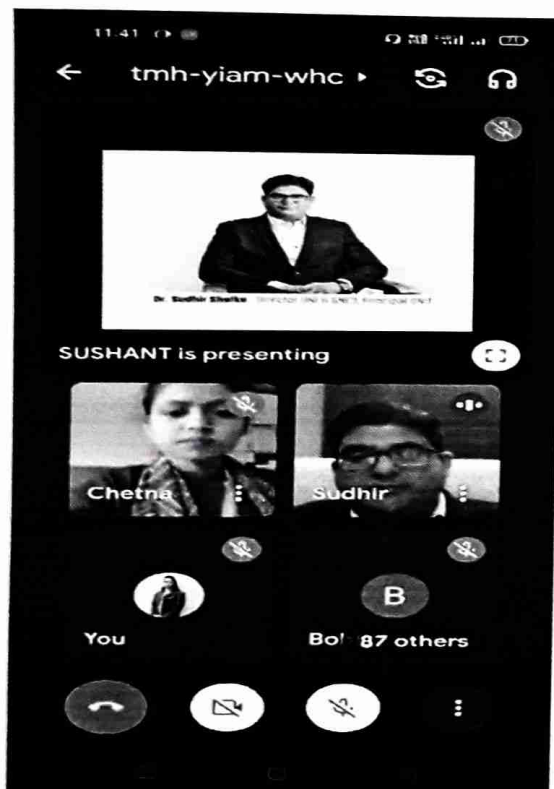 11.41
tmh-yiam-whc
Dr. Sudhir Shelke
SUSHANT is presenting
Chetna
Sudhir
B
You
87 others